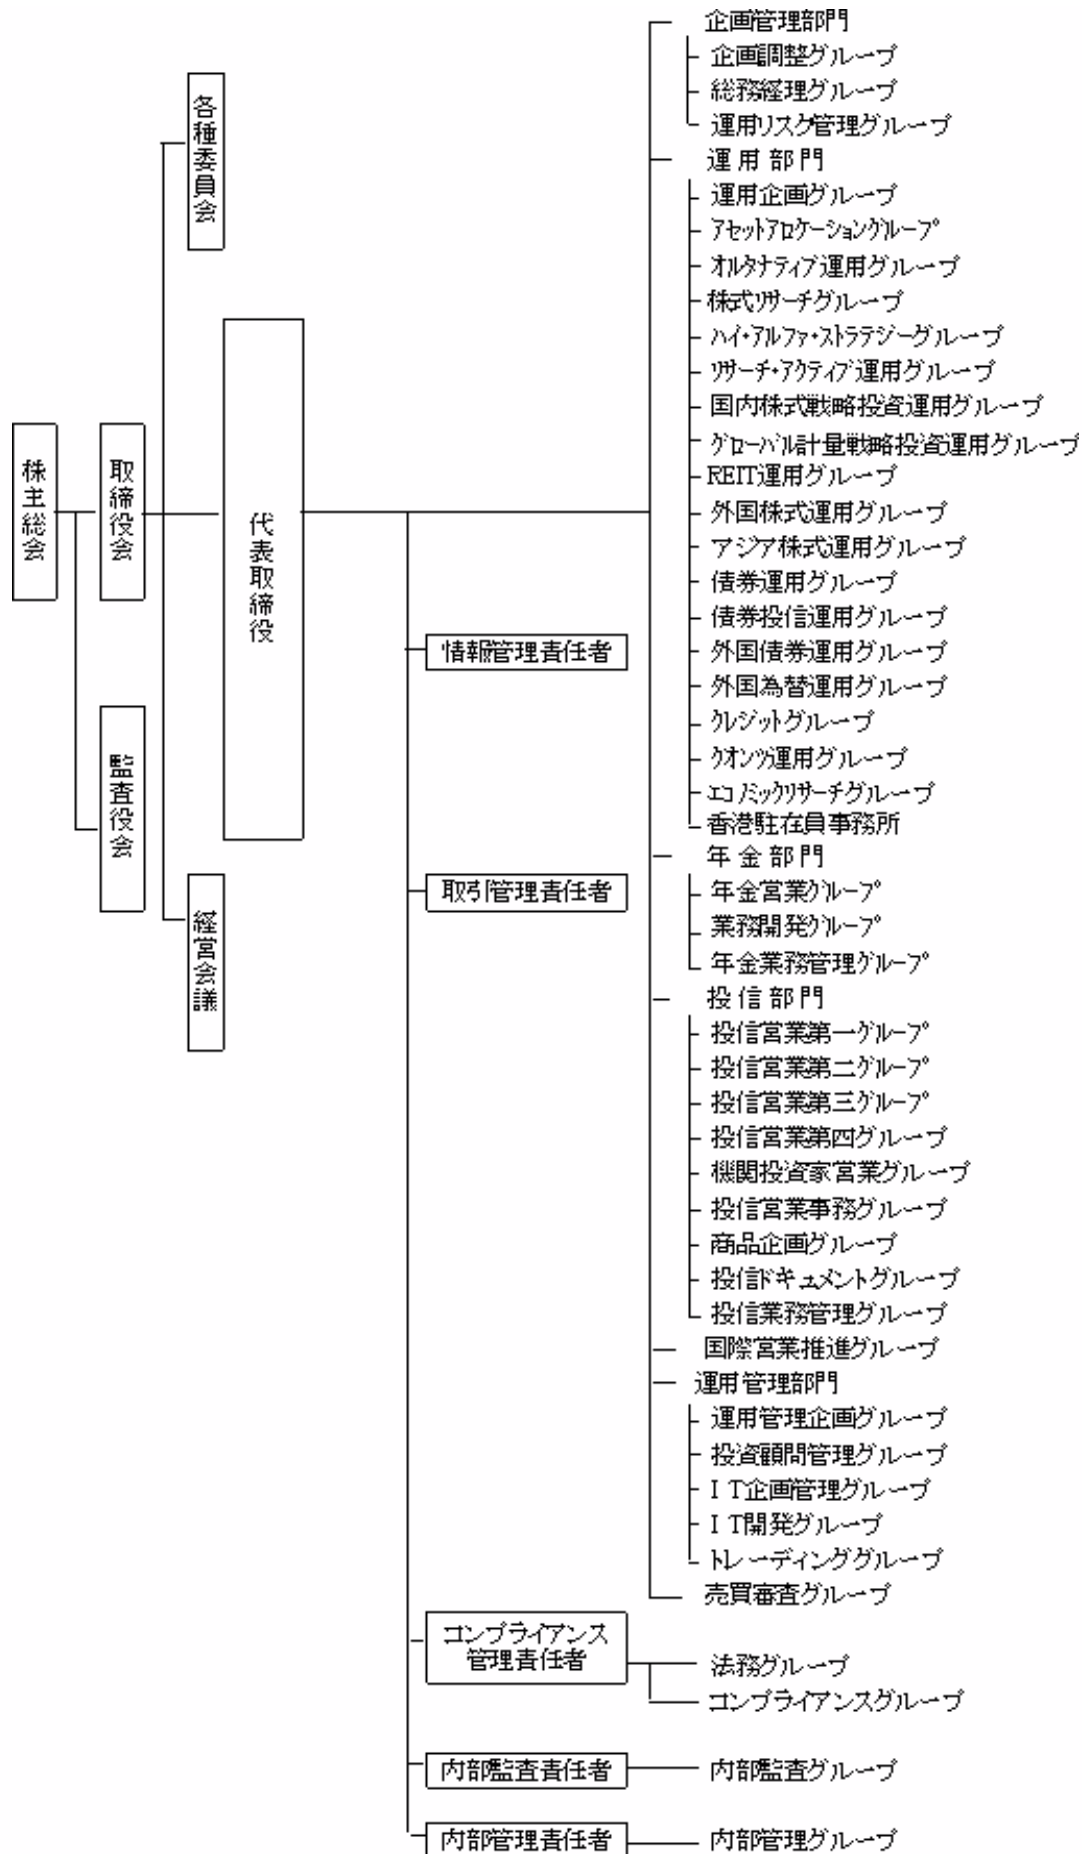 株主総会
取締役会
監査役会
各種委員会
経営会議
代表取締役
情報管理責任者
取引管理責任者
コンプライアンス
管理責任者
内部監査責任者
内部管理責任者
企画管理部門
企画調整グループ
総務経理グループ
運用リスク管理グループ
運用部門
運用企画グループ
アセットアロケーショングループ
オルタナティブ運用グループ
株式リサーチグループ
ハイ・アルファ・ストラテジーグループ
リサーチ・アクティブ運用グループ
国内株式戦略投資運用グループ
グローバル計量戦略投資運用グループ
REIT運用グループ
外国株式運用グループ
アジア株式運用グループ
債券運用グループ
債券投信運用グループ
外国債券運用グループ
外国為替運用グループ
クレジットグループ
クオンツ運用グループ
エコノミックリサーチグループ
香港駐在員事務所
年金部門
年金営業グループ
業務開発グループ
年金業務管理グループ
投信部門
投信営業第一グループ
投信営業第二グループ
投信営業第三グループ
投信営業第四グループ
機関投資家営業グループ
投信営業事務グループ
商品企画グループ
投信ドキュメントグループ
投信業務管理グループ
国際営業推進グループ
運用管理部門
運用管理企画グループ
投資顧問管理グループ
ＩＴ企画管理グループ
ＩＴ開発グループ
トレーディンググループ
売買審査グループ
法務グループ
コンプライアンスグループ
内部監査グループ
内部管理グループ